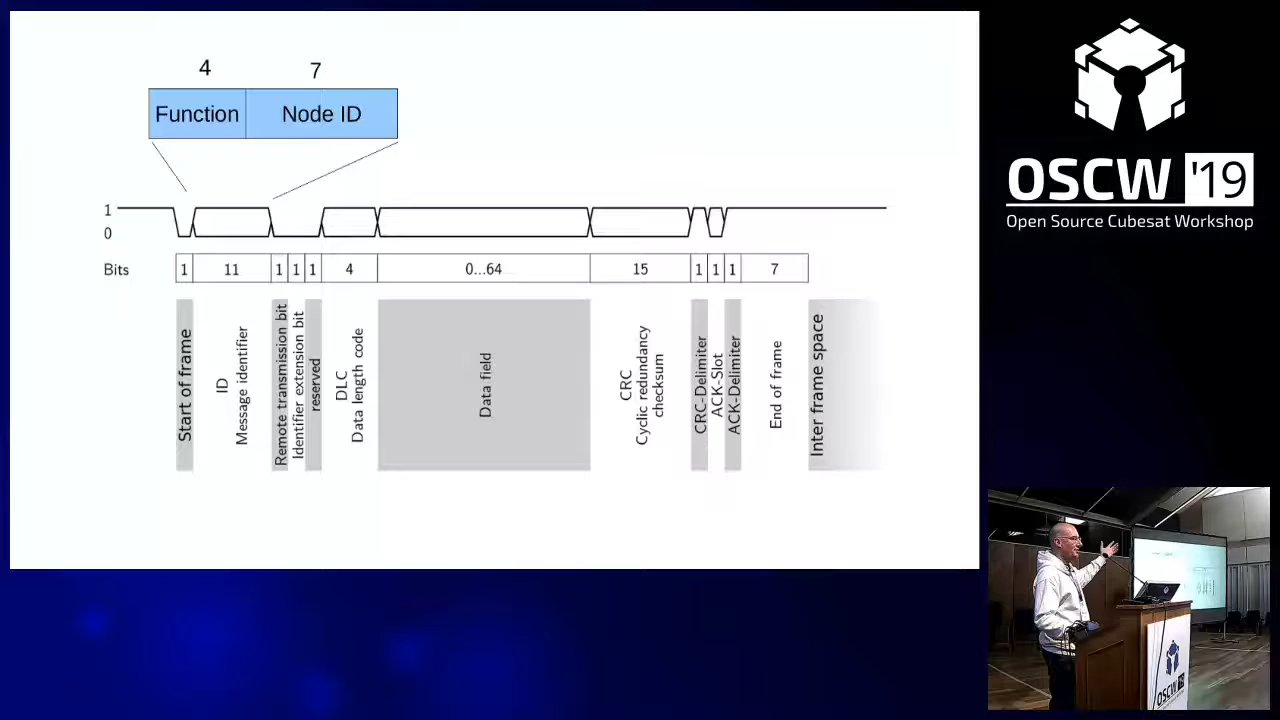 4 7
Function Node ID
1
0
Bits 1 11 1 1 1 4 0...64 15 1 1 1 7
Start of frame
ID
Message identifier
Remote transmission bit
Identifier extension bit
reserved
DLC
Data length code
Data field
CRC
Cyclic redundancy
checksum
CRC-Delimiter
ACK-Slot
ACK-Delimiter
End of frame
Inter frame space
OSCW '19
Open Source Cubesat Workshop
OSCW '19